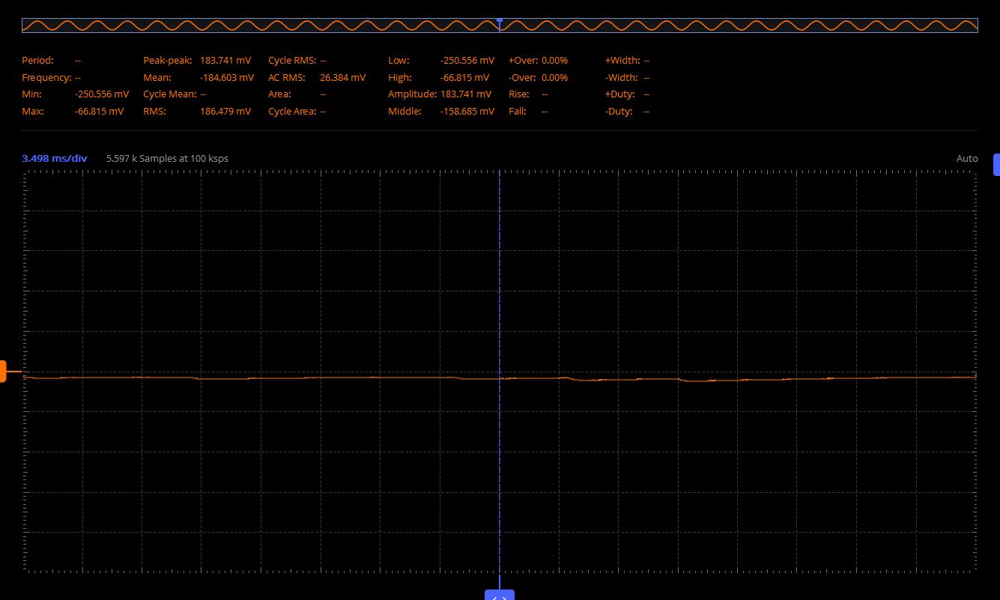 Period: -- Peak-peak: 183.741 mV Cycle RMS: -- Low: -250.556 mV +Over: 0.00% +Width: --
Frequency: -- Mean: -184.603 mV AC RMS: 26.384 mV High: -66.815 mV -Over: 0.00% -Width: --
Min: -250.556 mV Cycle Mean: -- Area: -- Amplitude: 183.741 mV Rise: -- +Duty: --
Max: -66.815 mV RMS: 186.479 mV Cycle Area: -- Middle: -158.685 mV Fall: -- -Duty: --
3.498 ms/div 5.597 k Samples at 100 ksps Auto